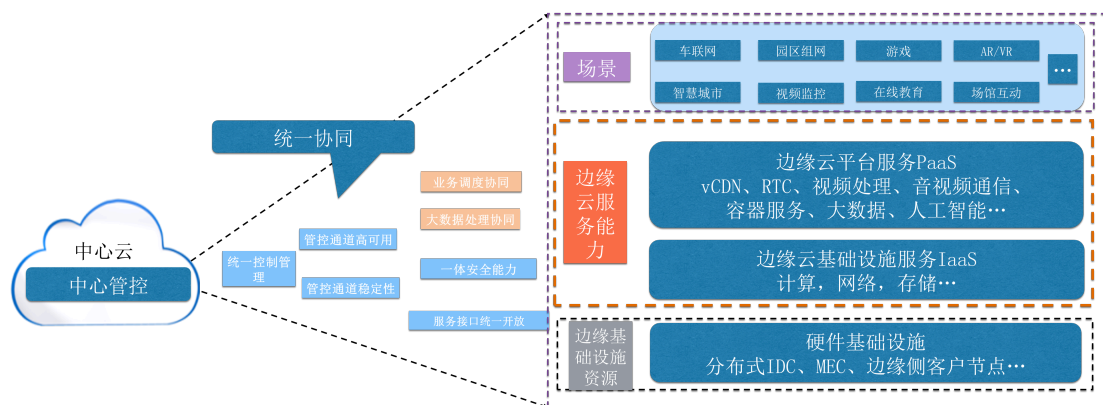 中心云
中心管控
统一协同
统一控制管
理
管控通道高可用
管控通道稳定性
业务调度协同
大数据处理协同
一体安全能力
服务接口统一开放
场景
车联网
园区组网
游戏
AR/VR
智慧城市
视频监控
在线教育
场馆互动
…
边缘
云服
务能
力
边缘云平台服务PaaS
vCDN、RTC、视频处理、音视频通信、
容器服务、大数据、人工智能…
边缘云基础设施服务IaaS
计算，网络，存储…
边缘基
础设施
资源
硬件基础设施
分布式IDC、MEC、边缘侧客户节点…